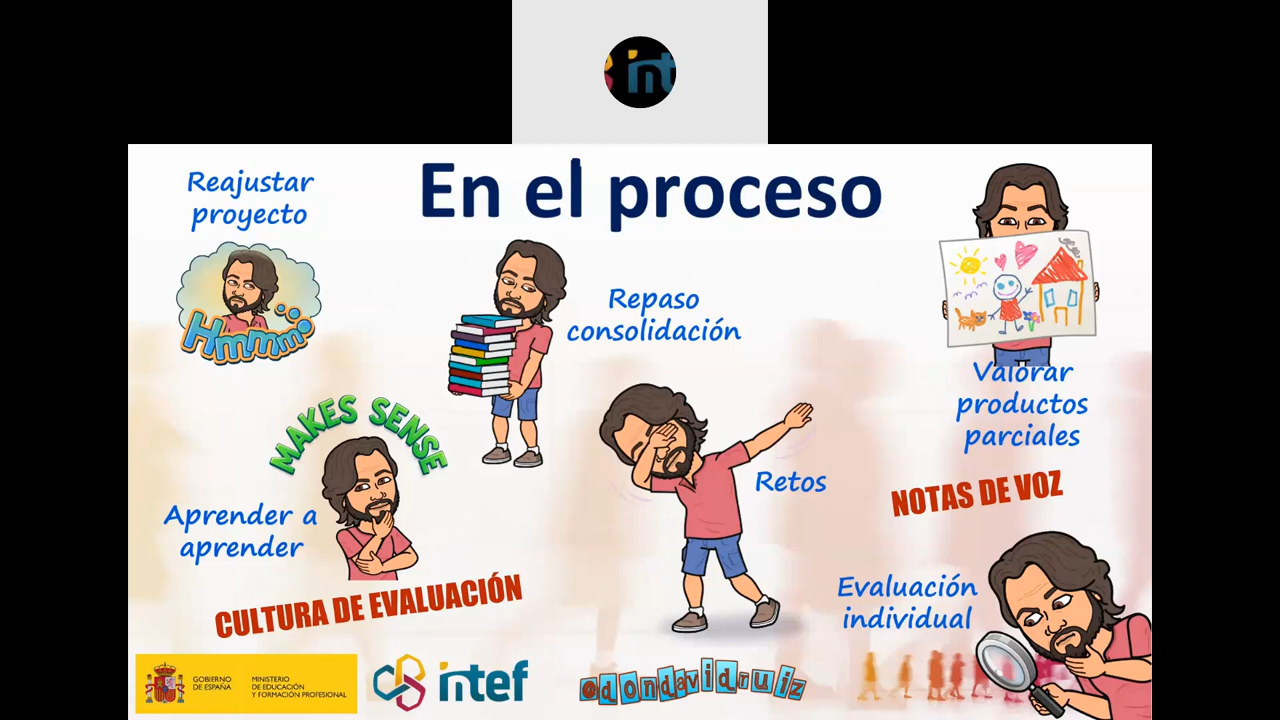 int
En el proceso
Reajustar
proyecto
Hmmm
Repaso
consolidación
Valorar
productos
parciales
MAKES SENSE
Aprender a
aprender
Retos
NOTAS DE VOZ
CULTURA DE EVALUACIÓN
Evaluación
individual
GOBIERNO
DE ESPAÑA
MINISTERIO
DE EDUCACIÓN
Y FORMACIÓN PROFESIONAL
intef
@dondavidruiz